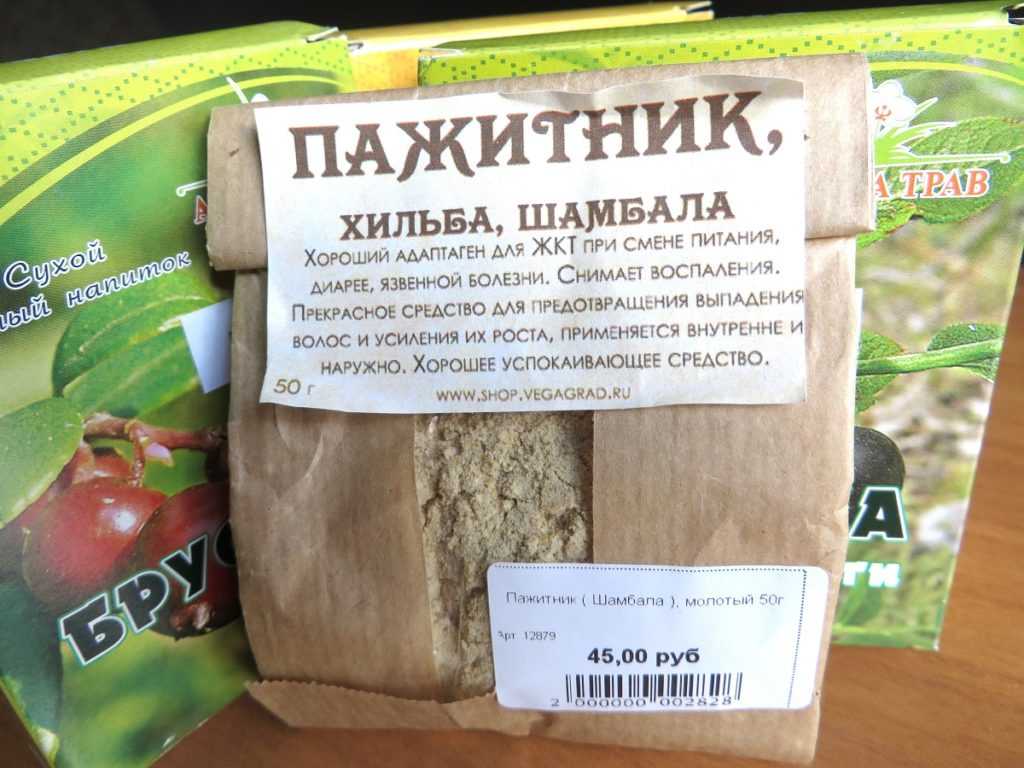 ПАЖИТНИК,
ХИЛЬБА, ШАМБАЛА
Хороший адаптаген для ЖКТ при смене питания,
диарее, язвенной болезни. Снимает воспаления.
Прекрасное средство для предотвращения выпадения
волос и усиления их роста, применяется внутренне и
наружно. Хорошее успокаивающее средство.
50 г
WWW.SHOP.VEGAGRAD.RU
Пажитник ( Шамбала ), молотый 50г
Арт. 12879
45,00 руб
2 000000 002828
Сухой
напиток
БРУС
ТРАВ